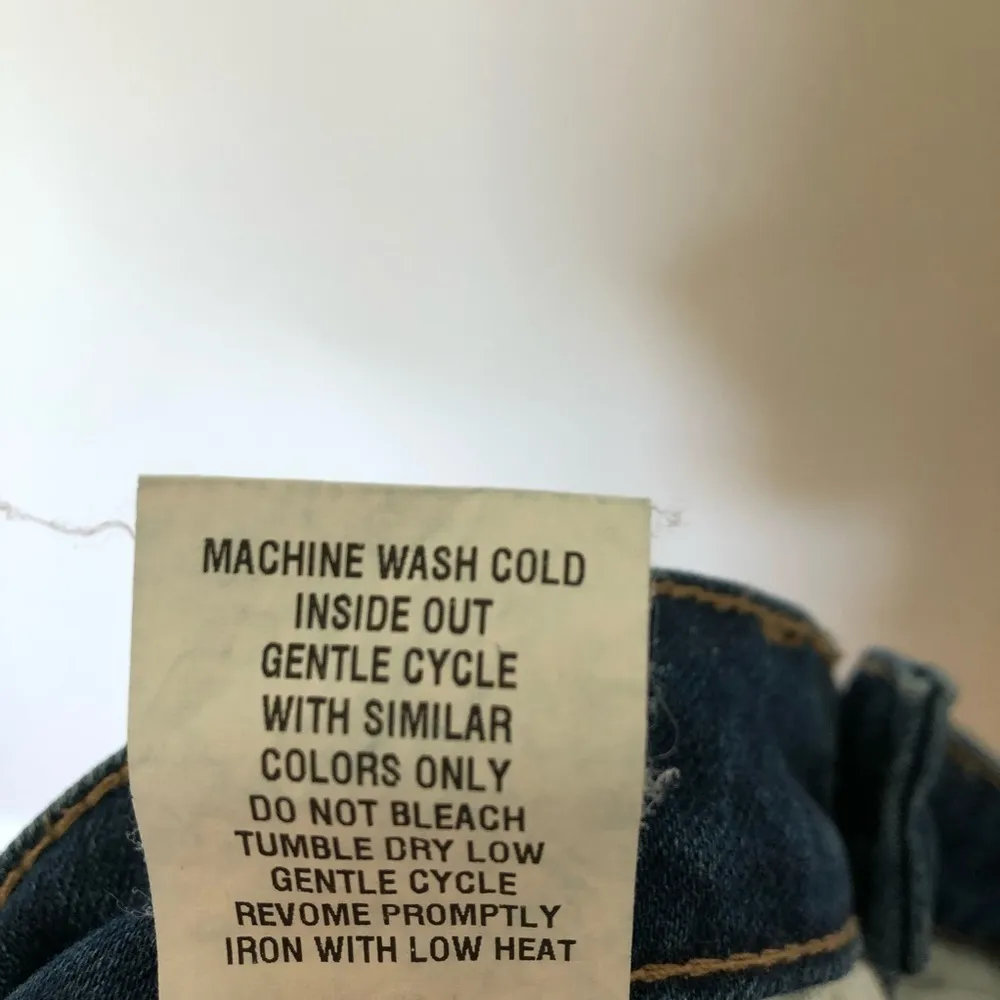 MACHINE WASH COLD
INSIDE OUT
GENTLE CYCLE
WITH SIMILAR
COLORS ONLY
DO NOT BLEACH
TUMBLE DRY LOW
GENTLE CYCLE
REVOME PROMPTLY
IRON WITH LOW HEAT